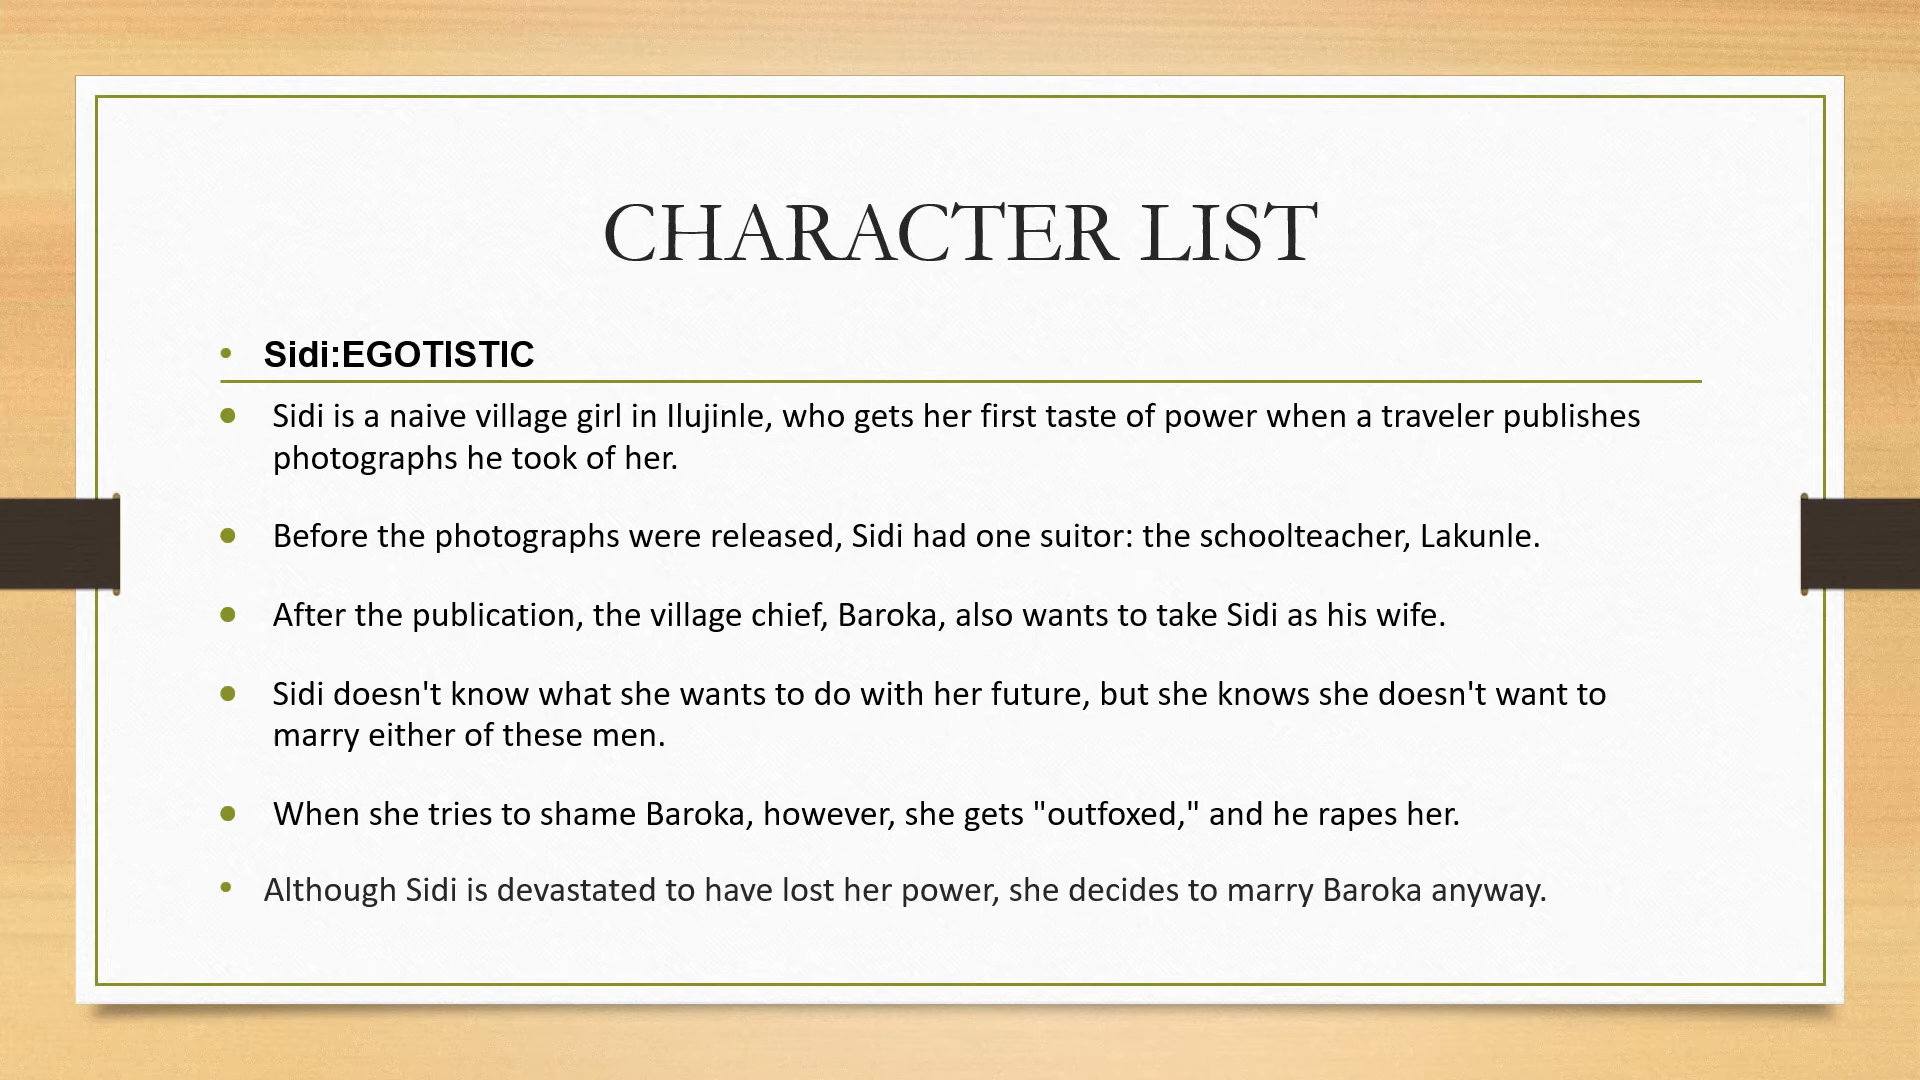 CHARACTER LIST
• Sidi:EGOTISTIC
• Sidi is a naive village girl in Ilujinle, who gets her first taste of power when a traveler publishes
photographs he took of her.
• Before the photographs were released, Sidi had one suitor: the schoolteacher, Lakunle.
• After the publication, the village chief, Baroka, also wants to take Sidi as his wife.
• Sidi doesn't know what she wants to do with her future, but she knows she doesn't want to
marry either of these men.
• When she tries to shame Baroka, however, she gets "outfoxed," and he rapes her.
• Although Sidi is devastated to have lost her power, she decides to marry Baroka anyway.